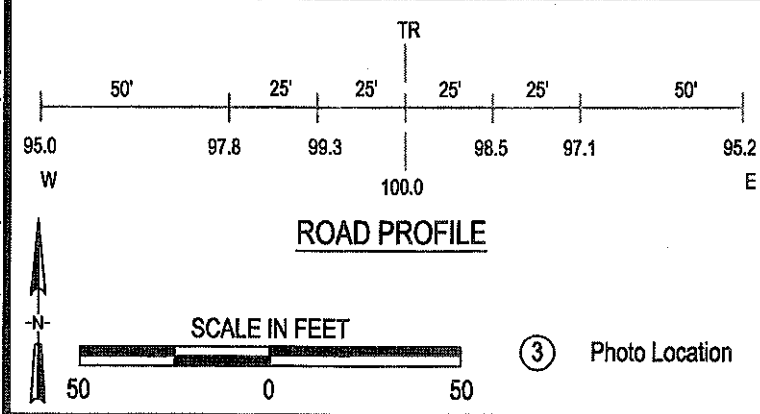 TR
50' 25' 25' 25' 25' 50'
95.0 97.8 99.3 100.0 98.5 97.1 95.2
W E
ROAD PROFILE
N
SCALE IN FEET
50 0 50
3 Photo Location